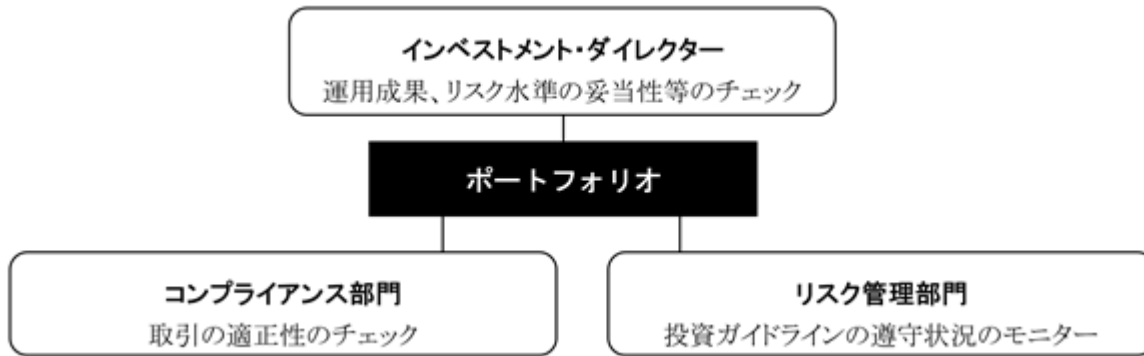 インベストメント・ダイレクター
運用成果、リスク水準の妥当性等のチェック
ポートフォリオ
コンプライアンス部門
取引の適正性のチェック
リスク管理部門
投資ガイドラインの遵守状況のモニター